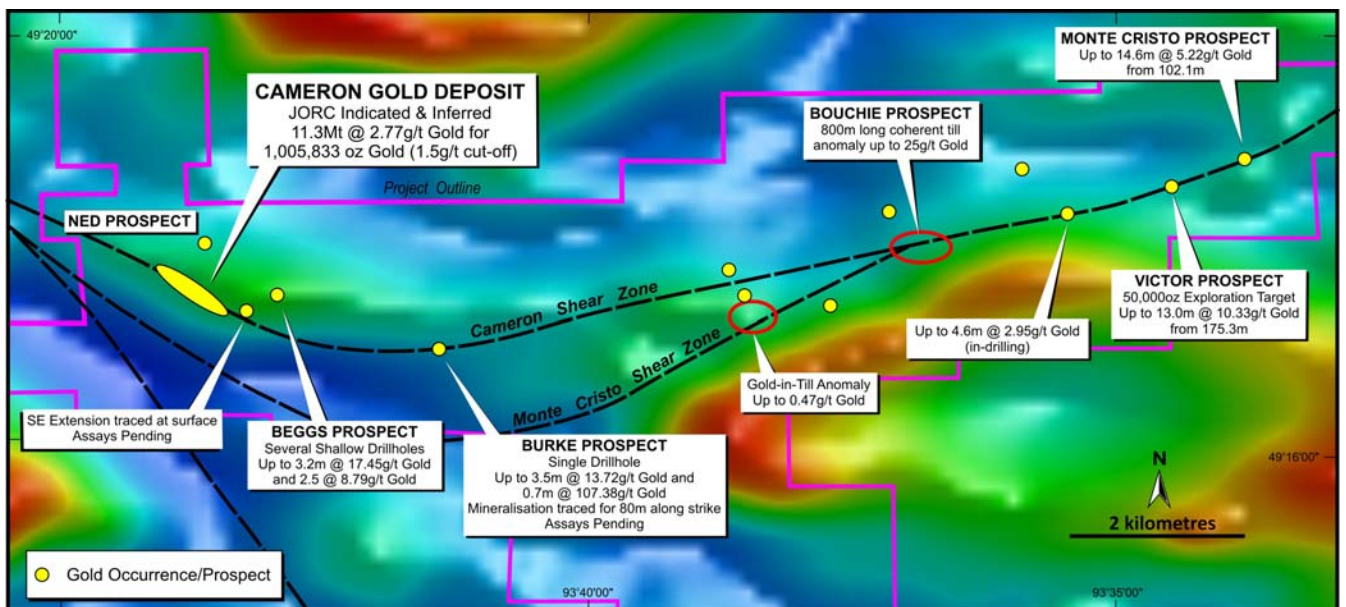 49°20'00"
CAMERON GOLD DEPOSIT
JORC Indicated & Inferred
11.3Mt @ 2.77g/t Gold for
1,005,833 oz Gold (1.5g/t cut-off)
MONTE CRISTO PROSPECT
Up to 14.6m @ 5.22g/t Gold
from 102.1m
BOUCHIE PROSPECT
800m long coherent till
anomaly up to 25g/t Gold
Project Outline
NED PROSPECT
Cameron Shear Zone
Monte Cristo Shear Zone
VICTOR PROSPECT
50,000oz Exploration Target
Up to 13.0m @ 10.33g/t Gold
from 175.3m
Up to 4.6m @ 2.95g/t Gold
(in-drilling)
Gold-in-Till Anomaly
Up to 0.47g/t Gold
SE Extension traced at surface
Assays Pending
BEGGS PROSPECT
Several Shallow Drillholes
Up to 3.2m @ 17.45g/t Gold
and 2.5 @ 8.79g/t Gold
BURKE PROSPECT
Single Drillhole
Up to 3.5m @ 13.72g/t Gold and
0.7m @ 107.38g/t Gold
Mineralisation traced for 80m along strike
Assays Pending
49°16'00"
N
2 kilometres
Gold Occurrence/Prospect
93°40'00"
93°35'00"